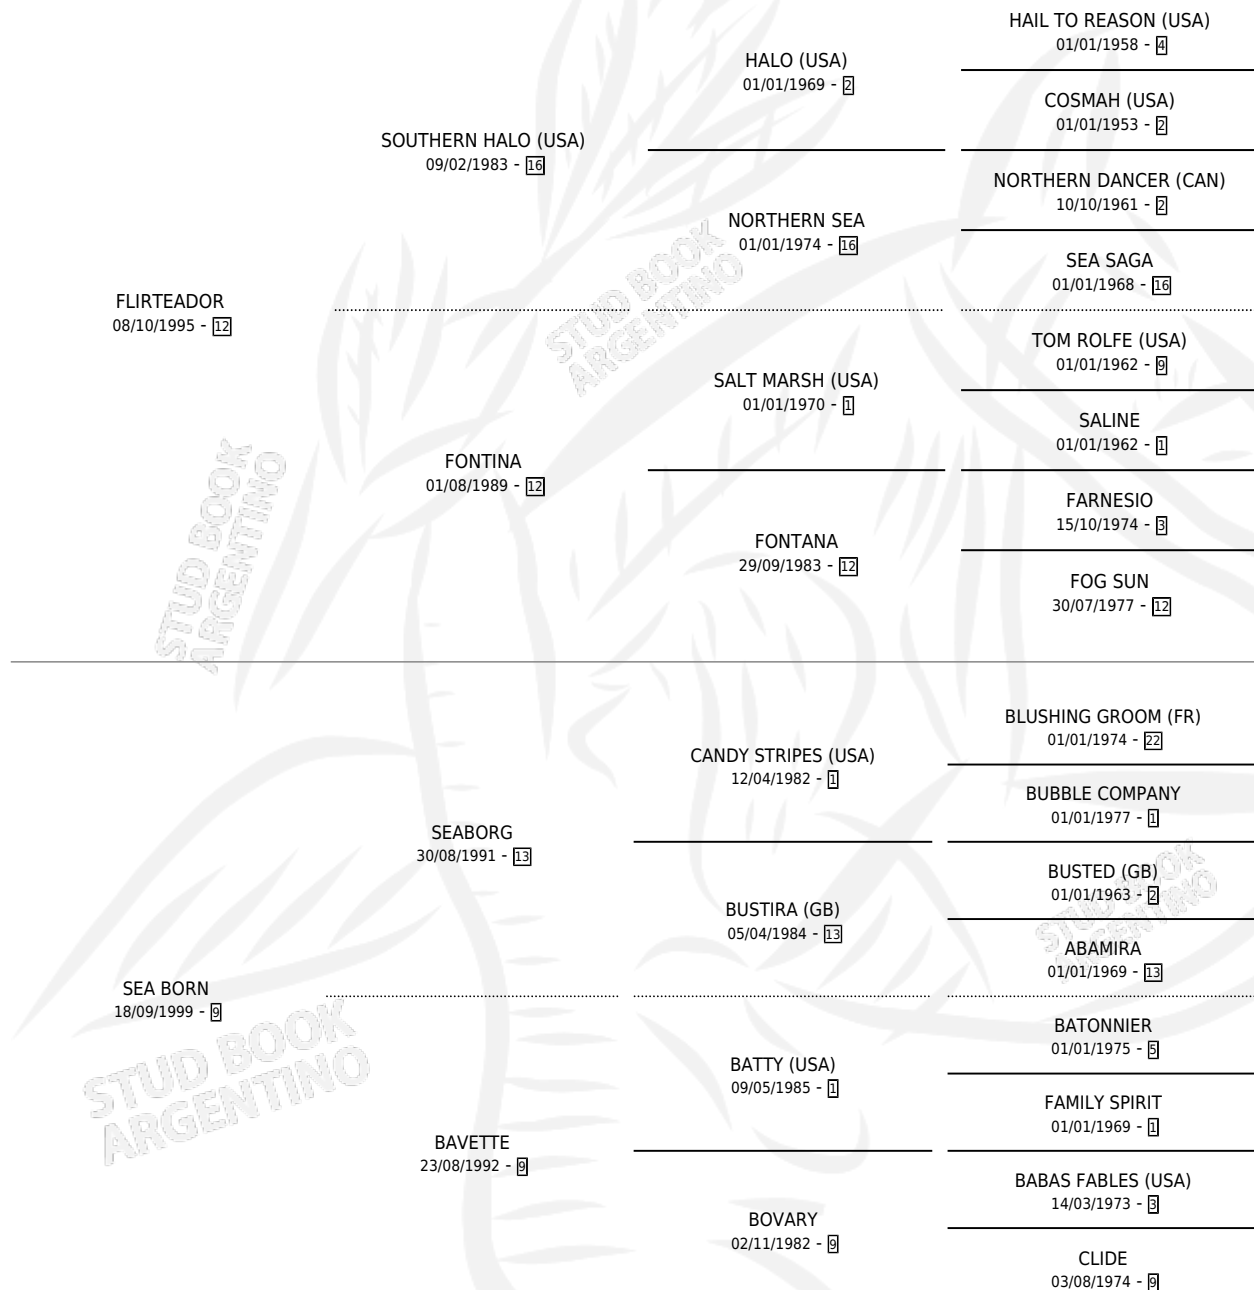 HAIL TO REASON (USA)
01/01/1958 - 4
HALO (USA)
01/01/1969 - 2
COSMAH (USA)
01/01/1953 - 2
SOUTHERN HALO (USA)
09/02/1983 - 16
NORTHERN DANCER (CAN)
10/10/1961 - 2
NORTHERN SEA
01/01/1974 - 16
SEA SAGA
01/01/1968 - 16
FLIRTEADOR
08/10/1995 - 12
TOM ROLFE (USA)
01/01/1962 - 9
SALT MARSH (USA)
01/01/1970 - 1
SALINE
01/01/1962 - 1
FONTINA
01/08/1989 - 12
FARNESIO
15/10/1974 - 3
FONTANA
29/09/1983 - 12
FOG SUN
30/07/1977 - 12
BLUSHING GROOM (FR)
01/01/1974 - 22
CANDY STRIPES (USA)
12/04/1982 - 1
BUBBLE COMPANY
01/01/1977 - 1
SEABORG
30/08/1991 - 13
BUSTED (GB)
01/01/1963 - 2
BUSTIRA (GB)
05/04/1984 - 13
ABAMIRA
01/01/1969 - 13
SEA BORN
18/09/1999 - 9
BATONNIER
01/01/1975 - 5
BATTY (USA)
09/05/1985 - 1
FAMILY SPIRIT
01/01/1969 - 1
BAVETTE
23/08/1992 - 9
BABAS FABLES (USA)
14/03/1973 - 3
BOVARY
02/11/1982 - 9
CLIDE
03/08/1974 - 9
STUD BOOK
ARGENTINO
STUD BOOK
ARGENTINO
STUD BOOK
ARGENTINO
STUD BOOK
ARGENTINO